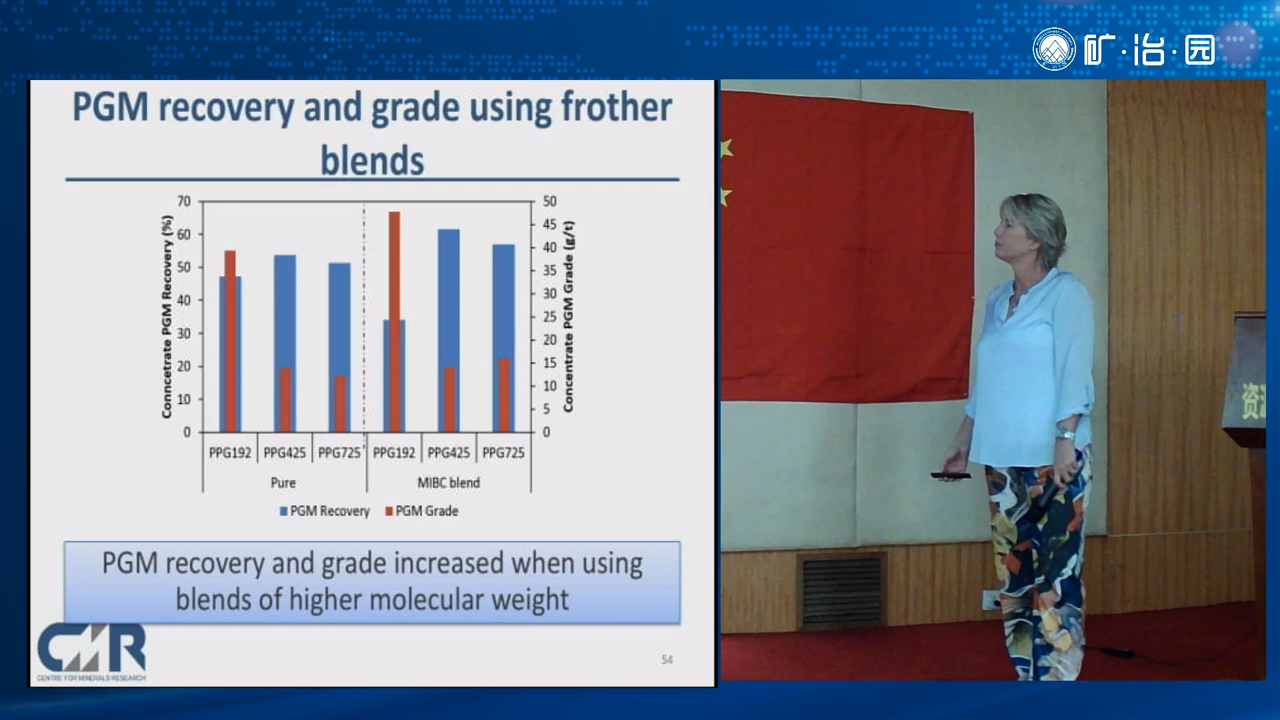 矿·冶·园
PGM recovery and grade using frother
blends
Conncetrate PGM Recovery (%)
70
60
50
40
30
20
10
0
Concentrate PGM Grade (g/t)
50
45
40
35
30
25
20
15
10
5
0
PPG192 PPG425 PPG725 PPG192 PPG425 PPG725
Pure MIBC blend
PGM Recovery PGM Grade
PGM recovery and grade increased when using
blends of higher molecular weight
CMR
CENTRE FOR MINERALS RESEARCH
54
资源